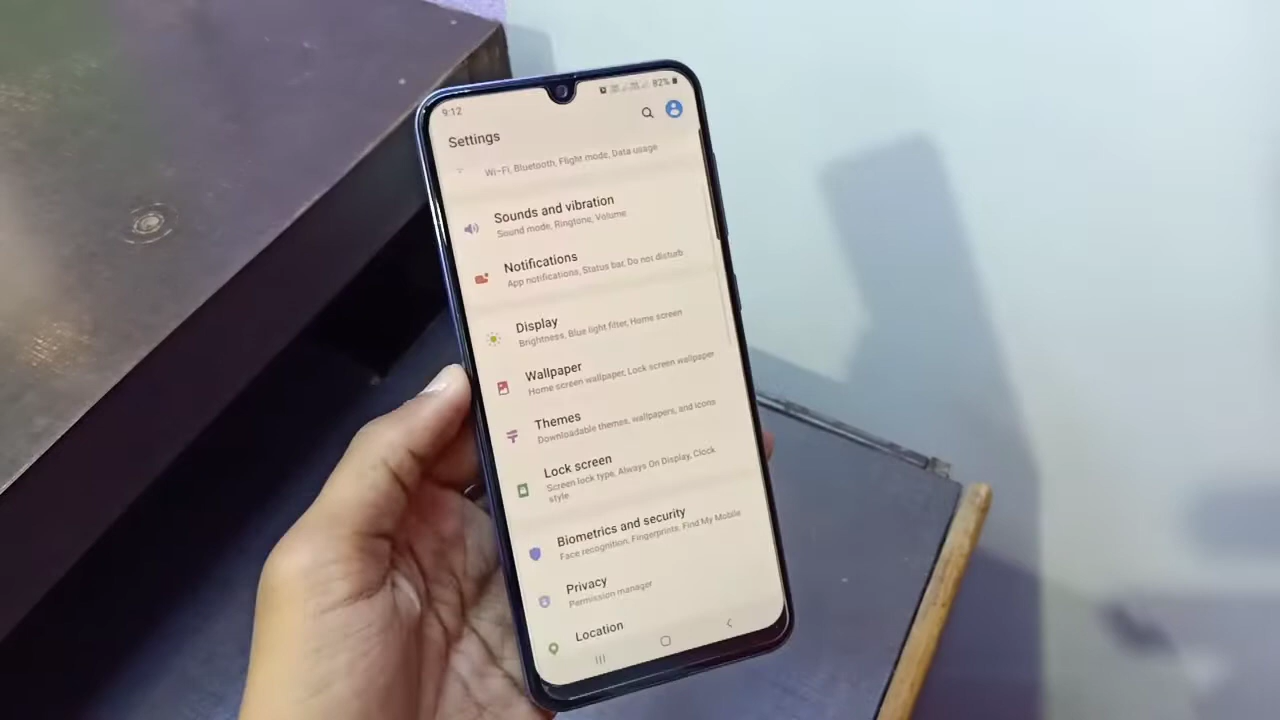 9:12
82%
Settings
Wi-Fi, Bluetooth, Flight mode, Data usage
Sounds and vibration
Sound mode, Ringtone, Volume
Notifications
App notifications, Status bar, Do not disturb
Display
Brightness, Blue light filter, Home screen
Wallpaper
Home screen wallpaper, Lock screen wallpaper
Themes
Downloadable themes, wallpapers, and icons
Lock screen
Screen lock type, Always On Display, Clock
style
Biometrics and security
Face recognition, Fingerprints, Find My Mobile
Privacy
Permission manager
Location